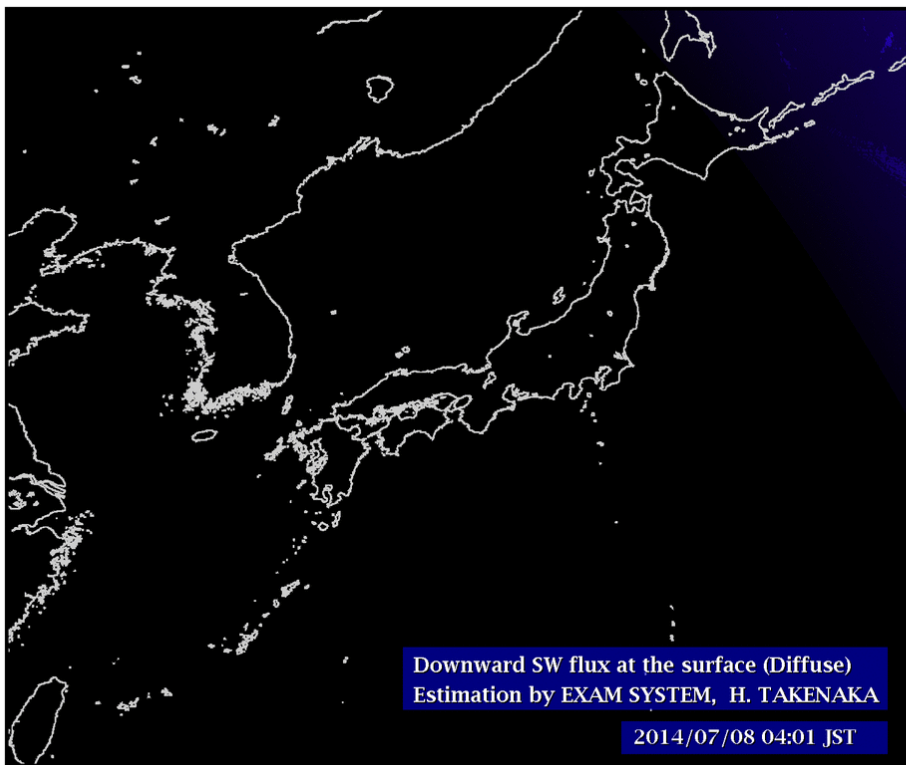 Downward SW flux at the surface (Diffuse)
Estimation by EXAM SYSTEM, H. TAKENAKA
2014/07/08 04:01 JST